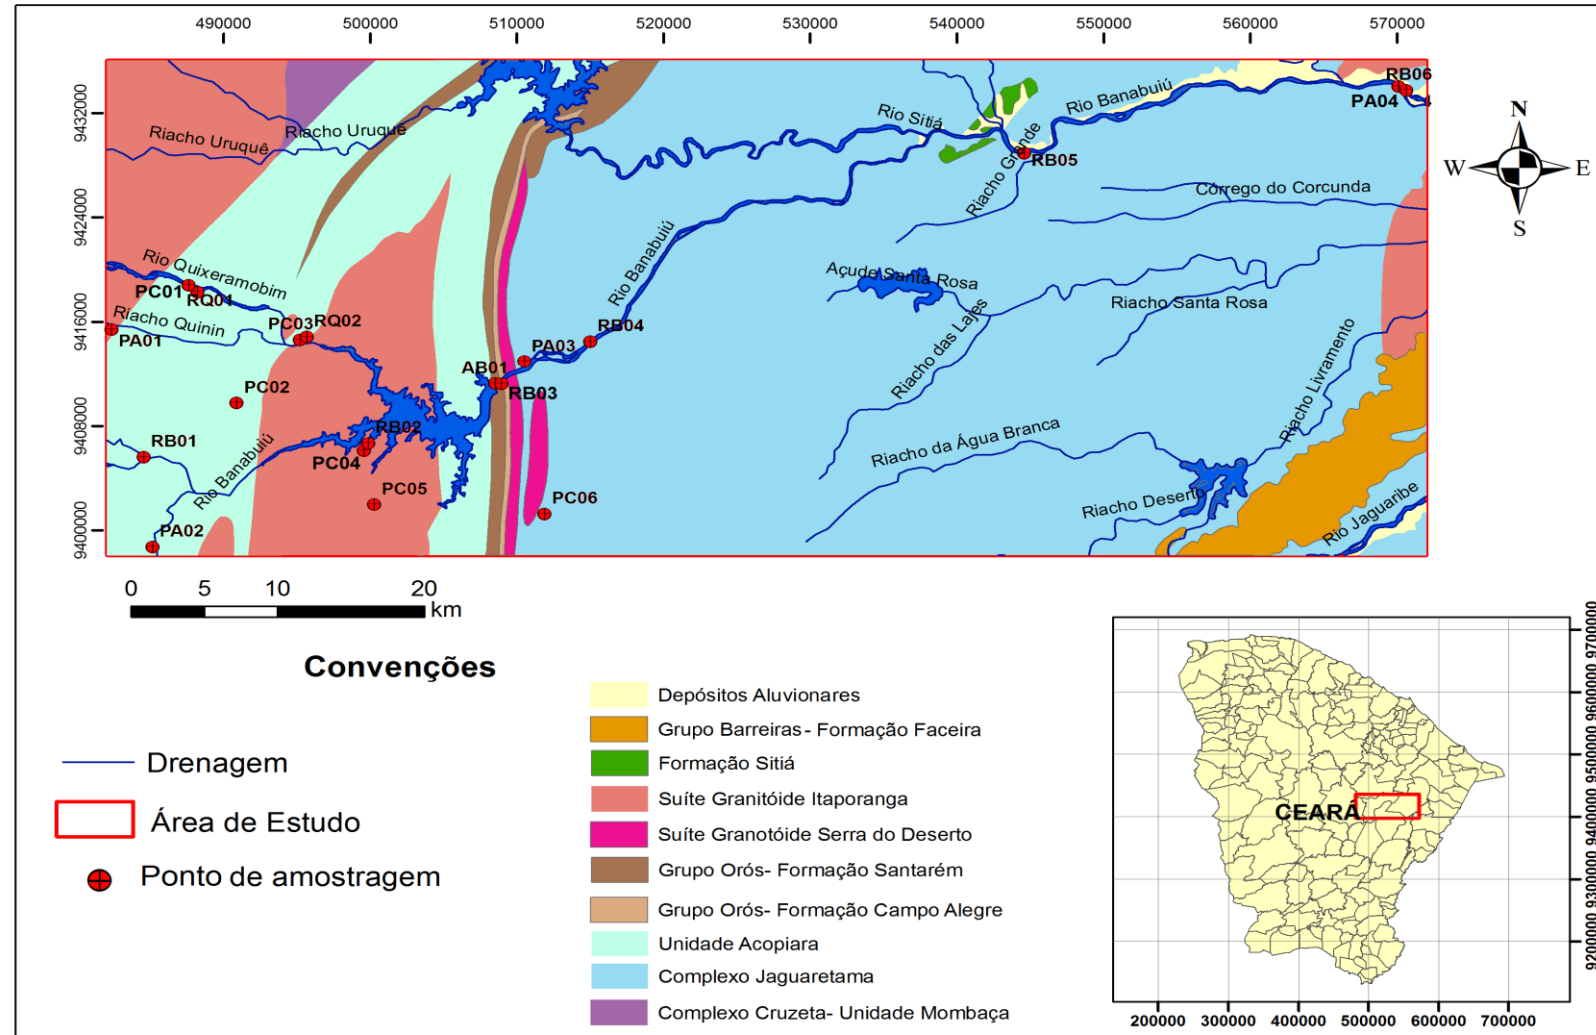 490000 500000 510000 520000 530000 540000 550000 560000 570000
9432000
9424000
9416000
9408000
9400000
RB06
PA04
4
Rio Banabuiú
Rio Sitiá
Riacho Uruquê
Riacho Uruquê
Riacho Grande
RB05
Córrego do Corcunda
N
W E
S
Rio Quixeramobim
PC01
RQ01
Rio Banabuiú
Açude Santa Rosa
Riacho Santa Rosa
Riacho Quinin
PA01
PC03
RQ02
RB04
PA03
Riacho das Lajes
Riacho Livramento
AB01
RB03
PC02
RB01
RB02
PC04
Rio Banabuiú
Riacho da Água Branca
PC05
PC06
Riacho Deserto
Rio Jaguaribe
PA02
0 5 10 20
km
Convenções
Drenagem
Área de Estudo
Ponto de amostragem
Depósitos Aluvionares
Grupo Barreiras- Formação Faceira
Formação Sitiá
Suíte Granitóide Itaporanga
Suíte Granotóide Serra do Deserto
Grupo Orós- Formação Santarém
Grupo Orós- Formação Campo Alegre
Unidade Acopiara
Complexo Jaguaretama
Complexo Cruzeta- Unidade Mombaça
CEARÁ
9700000
9600000
9500000
9400000
9300000
9200000
200000 300000 400000 500000 600000 700000